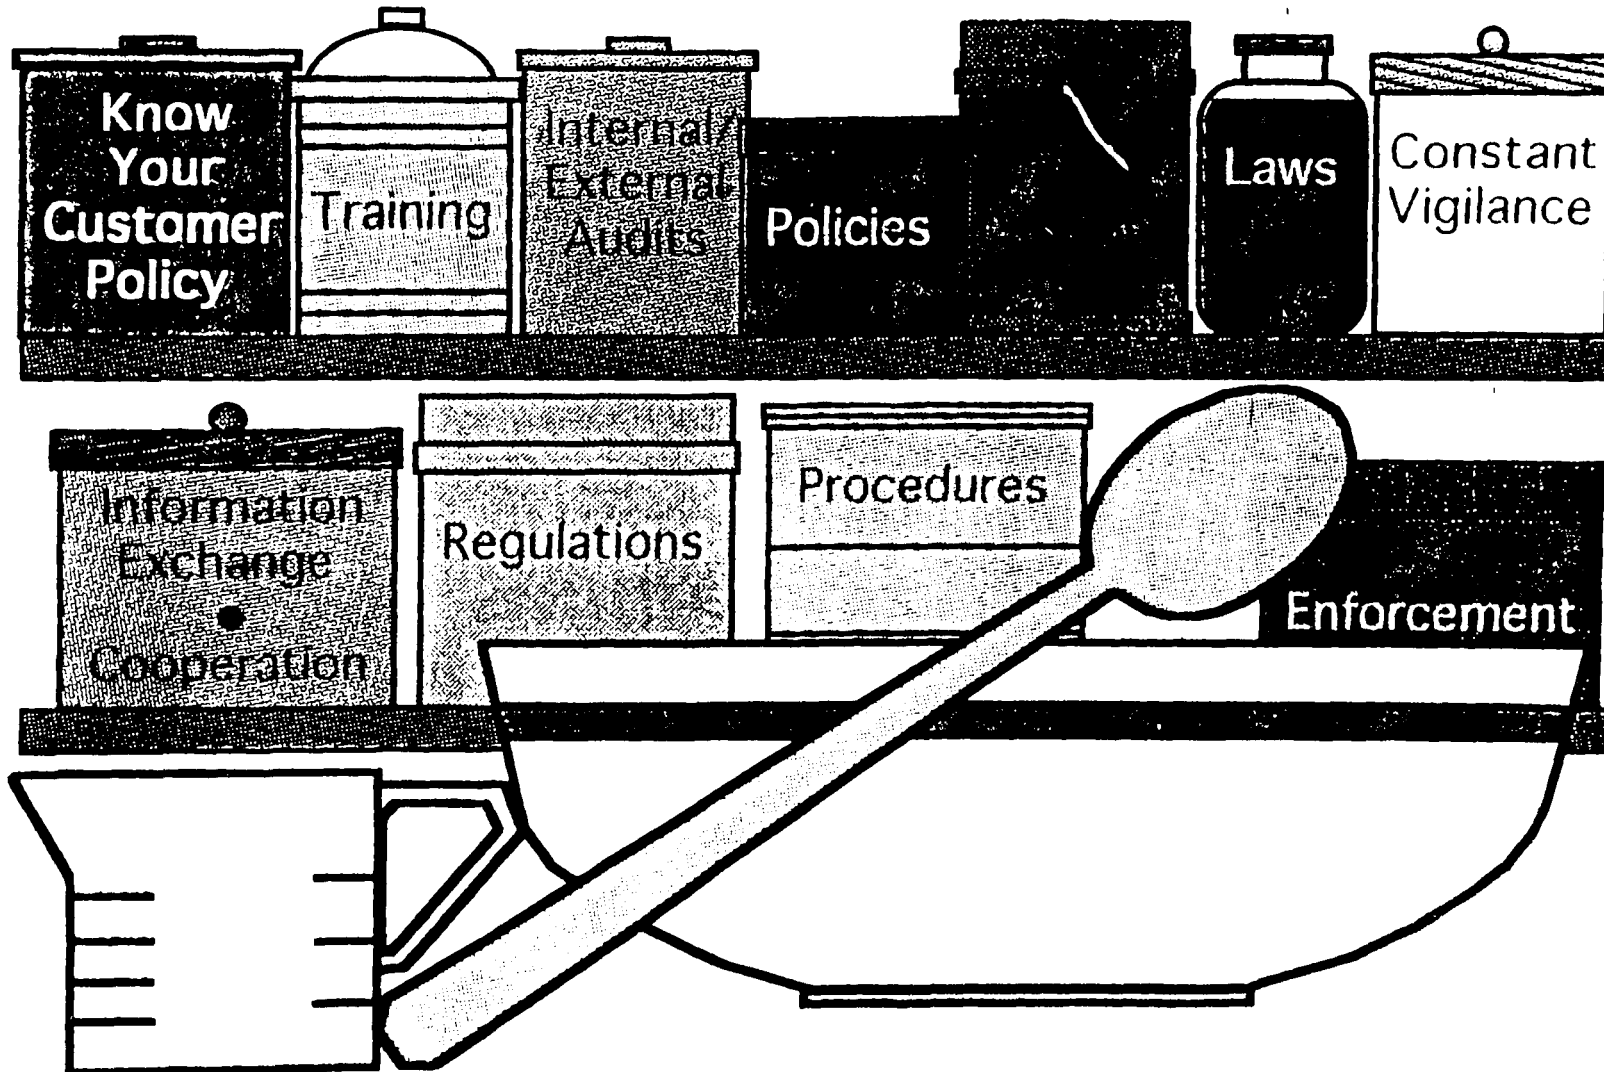 Know
Your
Customer
Policy
Training
Internal/
External
Audits
Policies
Laws
Constant
Vigilance
Information
Exchange
•
Cooperation
Regulations
Procedures
Enforcement